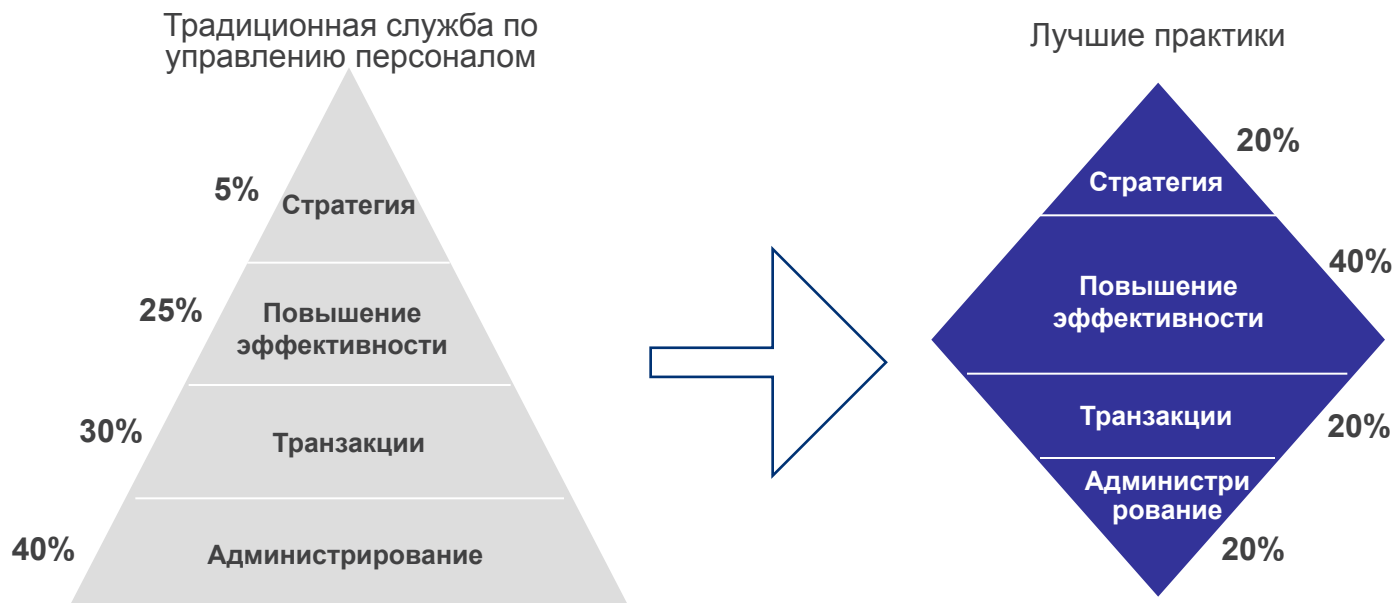 Традиционная служба по
управлению персоналом
5%
Стратегия
25%
Повышение
эффективности
30%
Транзакции
40%
Администрирование
Лучшие практики
20%
Стратегия
40%
Повышение
эффективности
Транзакции
20%
Администри
рование
20%